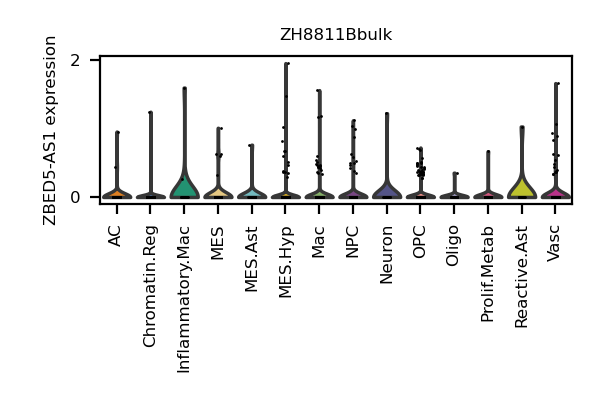 ZH8811Bbulk
ZBED5-AS1 expression
2
0
AC
Chromatin.Reg
Inflammatory.Mac
MES
MES.Ast
MES.Hyp
Mac
NPC
Neuron
OPC
Oligo
Prolif.Metab
Reactive.Ast
Vasc